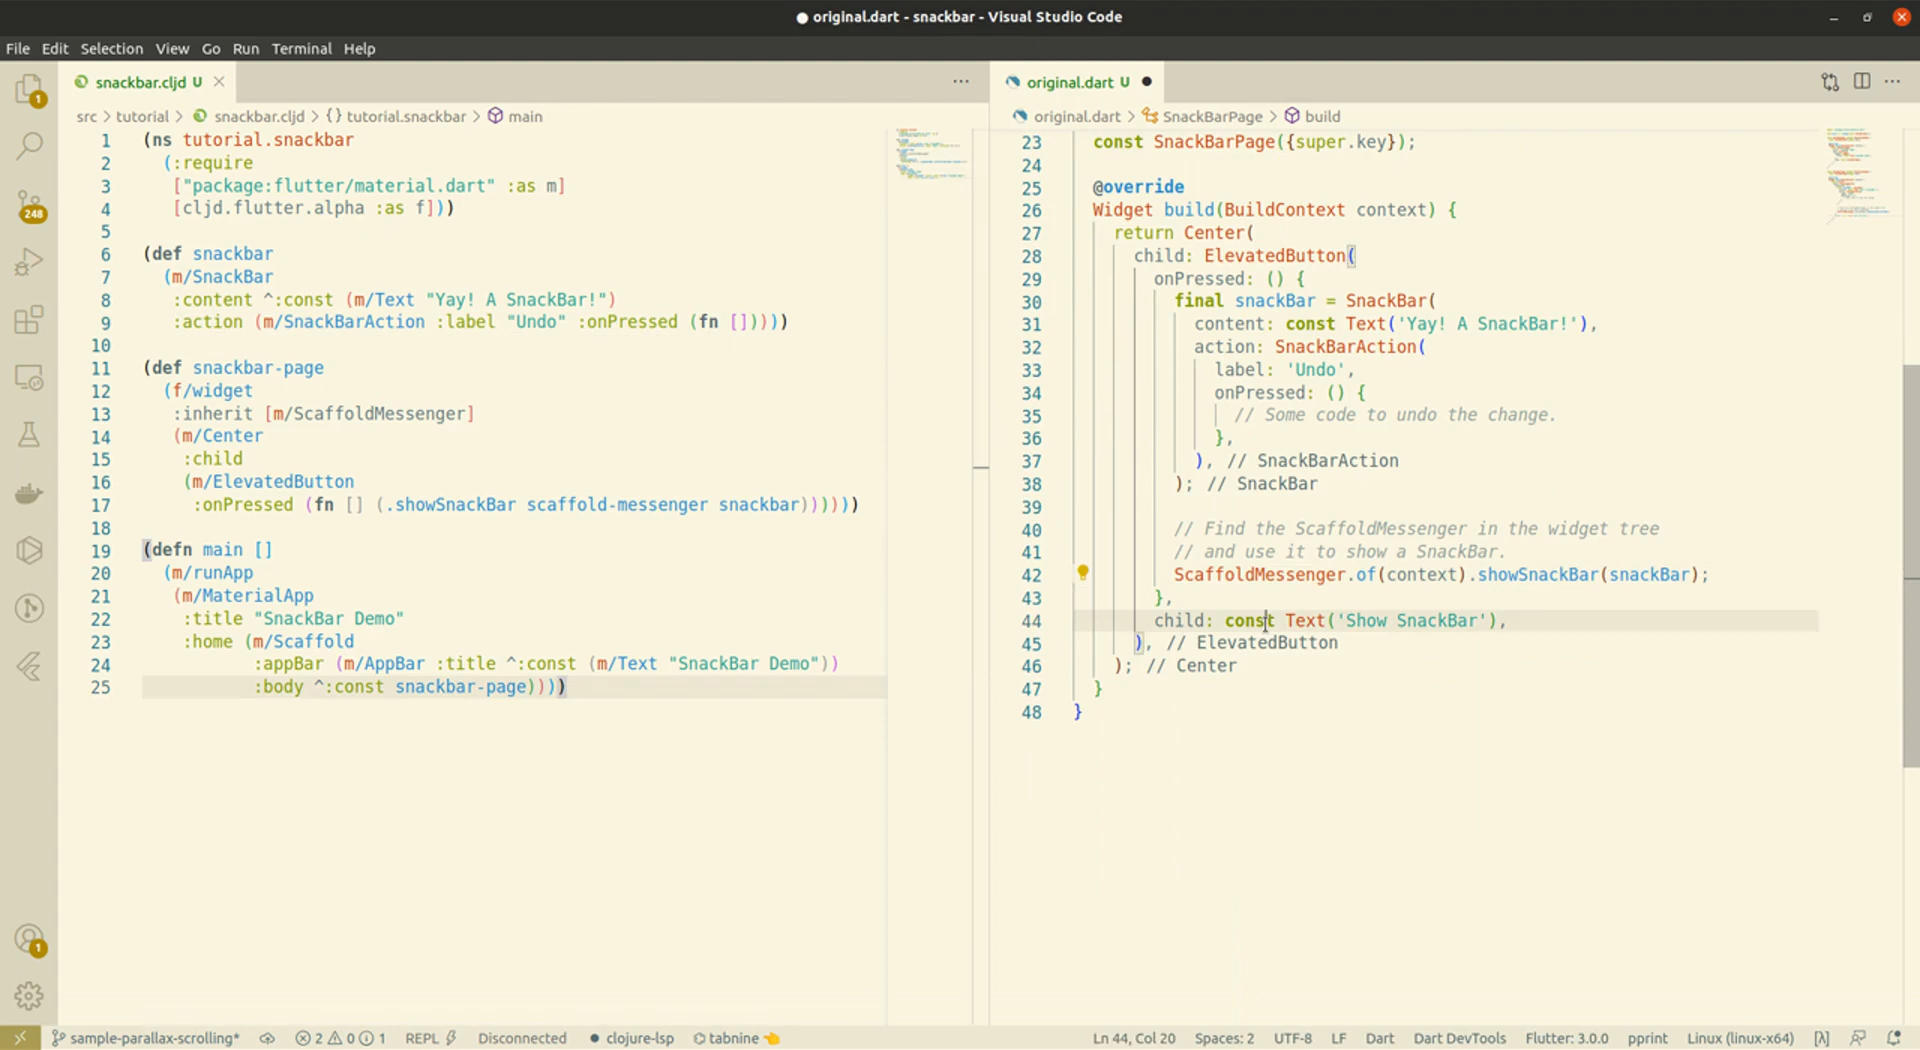 ● original.dart - snackbar - Visual Studio Code
File Edit Selection View Go Run Terminal Help
snackbar.cljd U
src > tutorial > snackbar.cljd > {} tutorial.snackbar > main
1 (ns tutorial.snackbar
2 (:require
3 ["package:flutter/material.dart" :as m]
4 [cljd.flutter.alpha :as f]))
5
6 (def snackbar
7 (m/SnackBar
8 :content ^:const (m/Text "Yay! A SnackBar!")
9 :action (m/SnackBarAction :label "Undo" :onPressed (fn []))))
10
11 (def snackbar-page
12 (f/widget
13 :inherit [m/ScaffoldMessenger]
14 (m/Center
15 :child
16 (m/ElevatedButton
17 :onPressed (fn [] (.showSnackBar scaffold-messenger snackbar))))))
18
19 (defn main []
20 (m/runApp
21 (m/MaterialApp
22 :title "SnackBar Demo"
23 :home (m/Scaffold
24 :appBar (m/AppBar :title ^:const (m/Text "SnackBar Demo"))
25 :body ^:const snackbar-page))))
original.dart U ●
original.dart > SnackBarPage > build
23 const SnackBarPage({super.key});
24
25 @override
26 Widget build(BuildContext context) {
27 return Center(
28 child: ElevatedButton(
29 onPressed: () {
30 final snackBar = SnackBar(
31 content: const Text('Yay! A SnackBar!'),
32 action: SnackBarAction(
33 label: 'Undo',
34 onPressed: () {
35 // Some code to undo the change.
36 },
37 ), // SnackBarAction
38 ); // SnackBar
39
40 // Find the ScaffoldMessenger in the widget tree
41 // and use it to show a SnackBar.
42 ScaffoldMessenger.of(context).showSnackBar(snackBar);
43 },
44 child: const Text('Show SnackBar'),
45 ), // ElevatedButton
46 ); // Center
47 }
48 }
1
248
1
sample-parallax-scrolling* 2 0 1 REPL Disconnected ● clojure-lsp tabnine Ln 44, Col 20 Spaces: 2 UTF-8 LF Dart Dart DevTools Flutter: 3.0.0 pprint Linux (linux-x64) [λ]